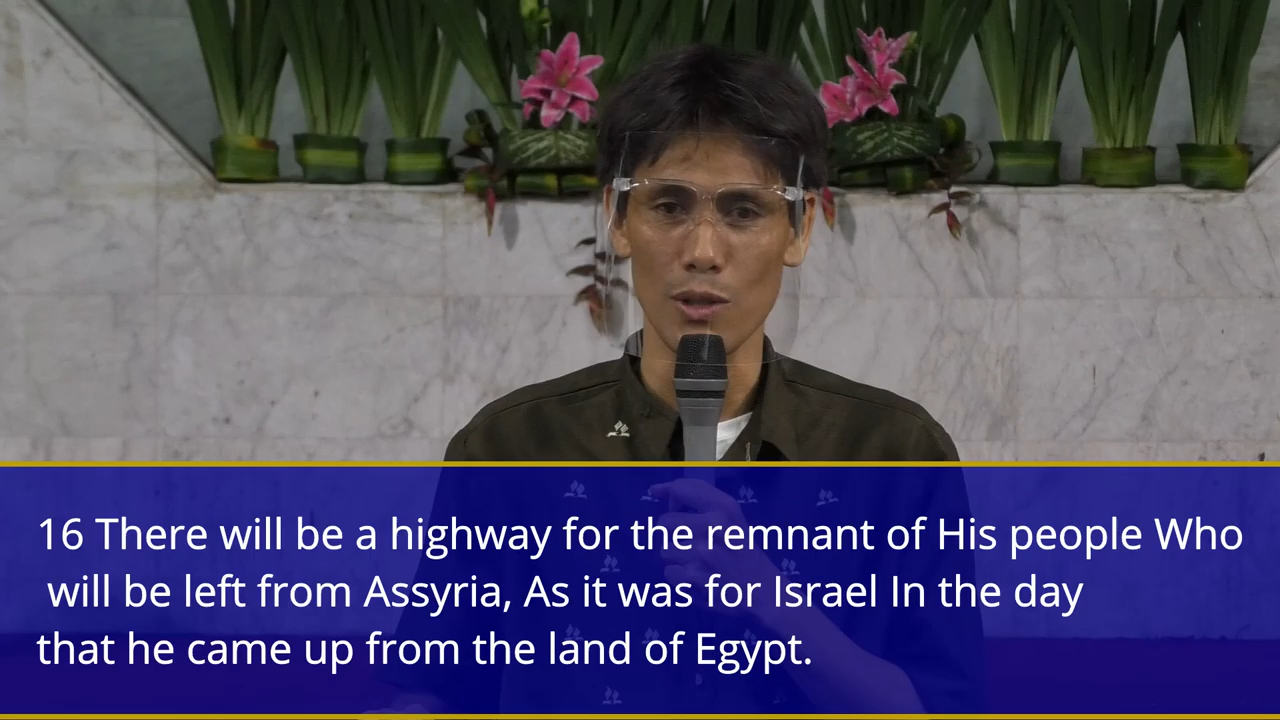 16 There will be a highway for the remnant of His people Who
will be left from Assyria, As it was for Israel In the day
that he came up from the land of Egypt.